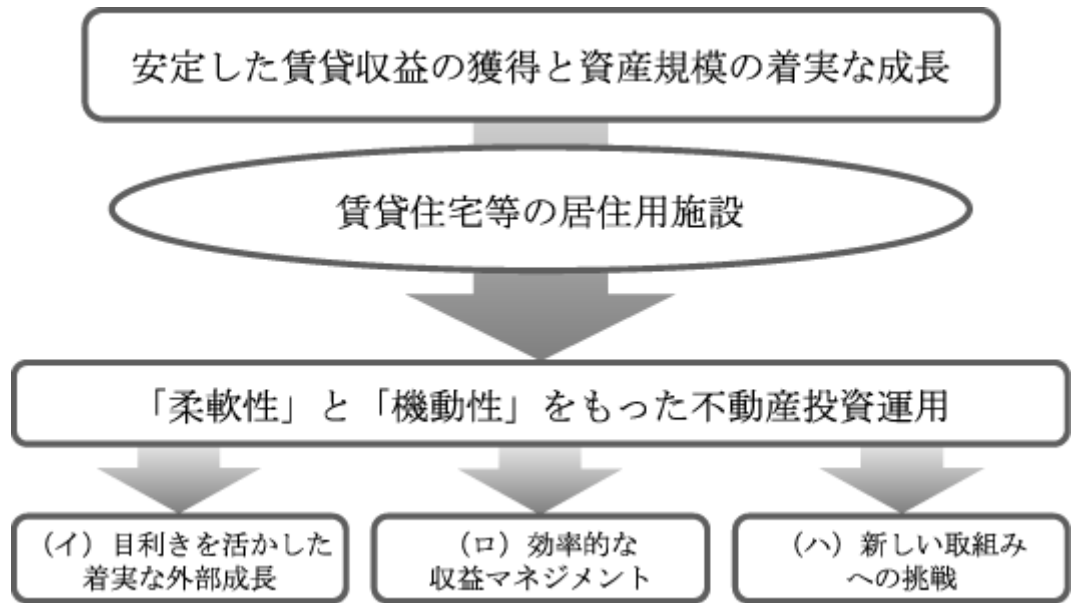 安定した賃貸収益の獲得と資産規模の着実な成長
賃貸住宅等の居住用施設
「柔軟性」と「機動性」をもった不動産投資運用
（イ）目利きを活かした
着実な外部成長
（ロ）効率的な
収益マネジメント
（ハ）新しい取組み
への挑戦